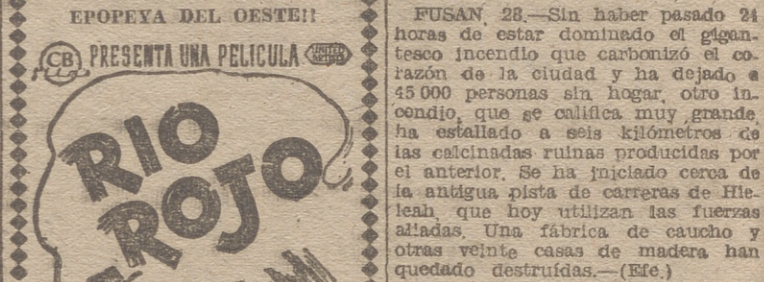 EPOPEYA DEL OESTE!!
CB PRESENTA UNA PELICULA UNITED
RIO
ROJO
FUSAN, 28.—Sin haber pasado 24
horas de estar dominado el gigan-
tesco incendio que carbonizó el co-
razón de la ciudad y ha dejado a
45 000 personas sin hogar, otro in-
cendio, que se califica muy grande,
ha estallado a seis kilómetros de
las calcinadas ruinas producidas por
el anterior. Se ha iniciado cerca de
la antigua pista de carreras de Hie-
leah, que hoy utilizan las fuerzas
aliadas. Una fábrica de caucho y
otras veinte casas de madera han
quedado destruídas.—(Efe.)